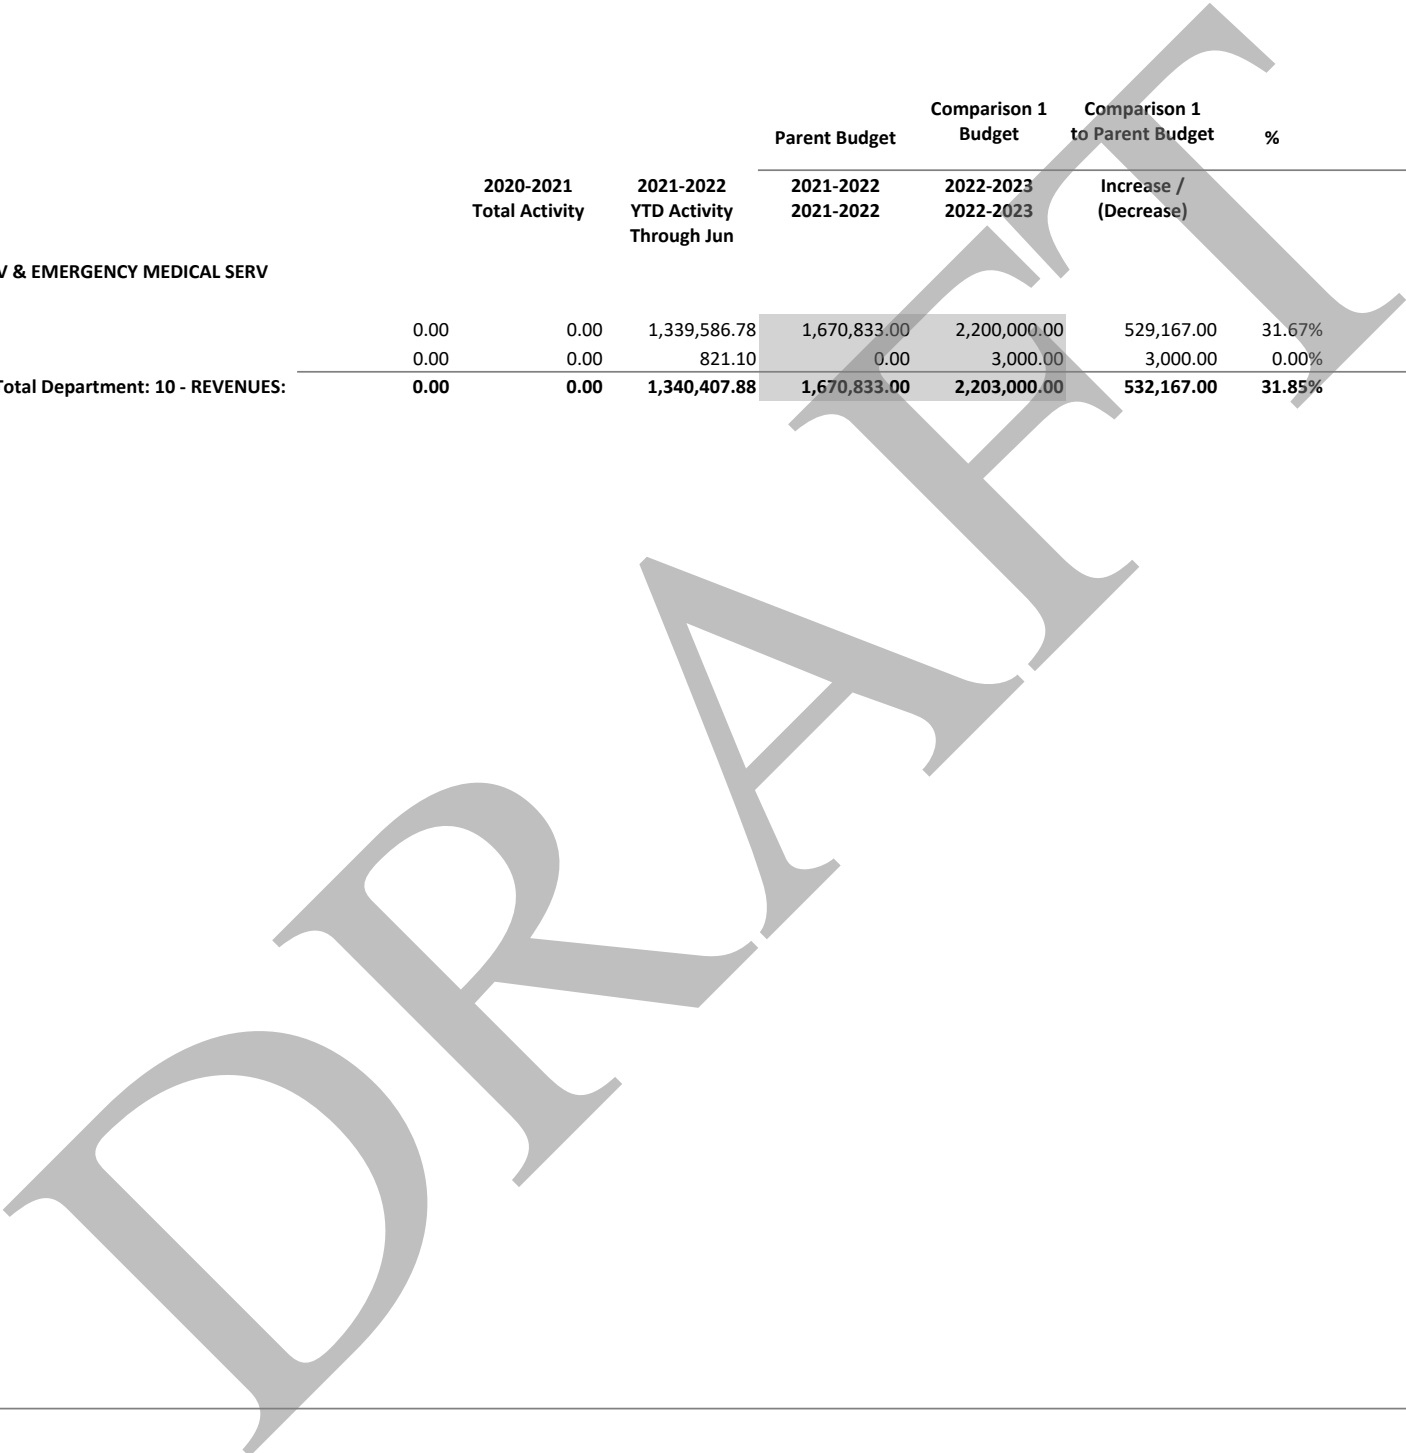 Comparison 1 Comparison 1
Parent Budget Budget to Parent Budget %
2020-2021 2021-2022 2021-2022 2022-2023 Increase /
Total Activity YTD Activity 2021-2022 2022-2023 (Decrease)
Through Jun
& EMERGENCY MEDICAL SERV
0.00 0.00 1,339,586.78 1,670,833.00 2,200,000.00 529,167.00 31.67%
0.00 0.00 821.10 0.00 3,000.00 3,000.00 0.00%
Total Department: 10 - REVENUES: 0.00 0.00 1,340,407.88 1,670,833.00 2,203,000.00 532,167.00 31.85%
DRAFT